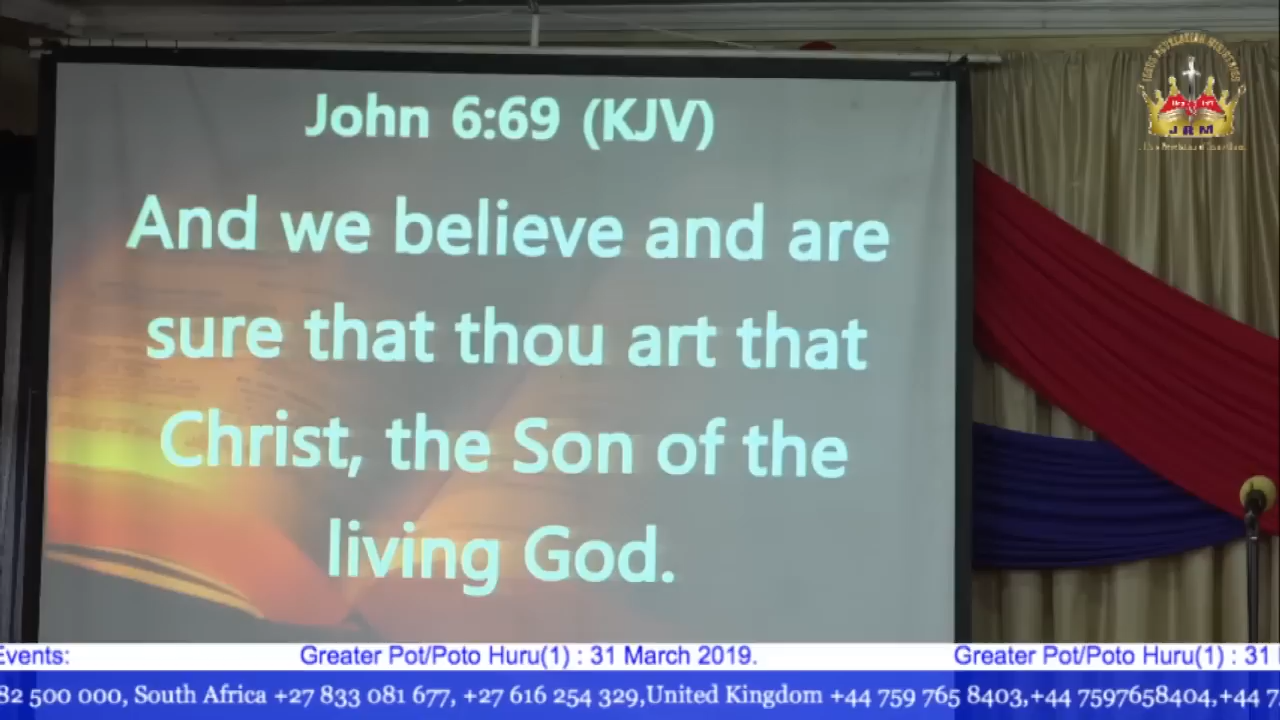 John 6:69 (KJV)
And we believe and are
sure that thou art that
Christ, the Son of the
living God.
JRM
Events: Greater Pot/Poto Huru(1) : 31 March 2019. Greater Pot/Poto Huru(1) : 31
82 500 000, South Africa +27 833 081 677, +27 616 254 329,United Kingdom +44 759 765 8403,+44 7597658404,+44 7